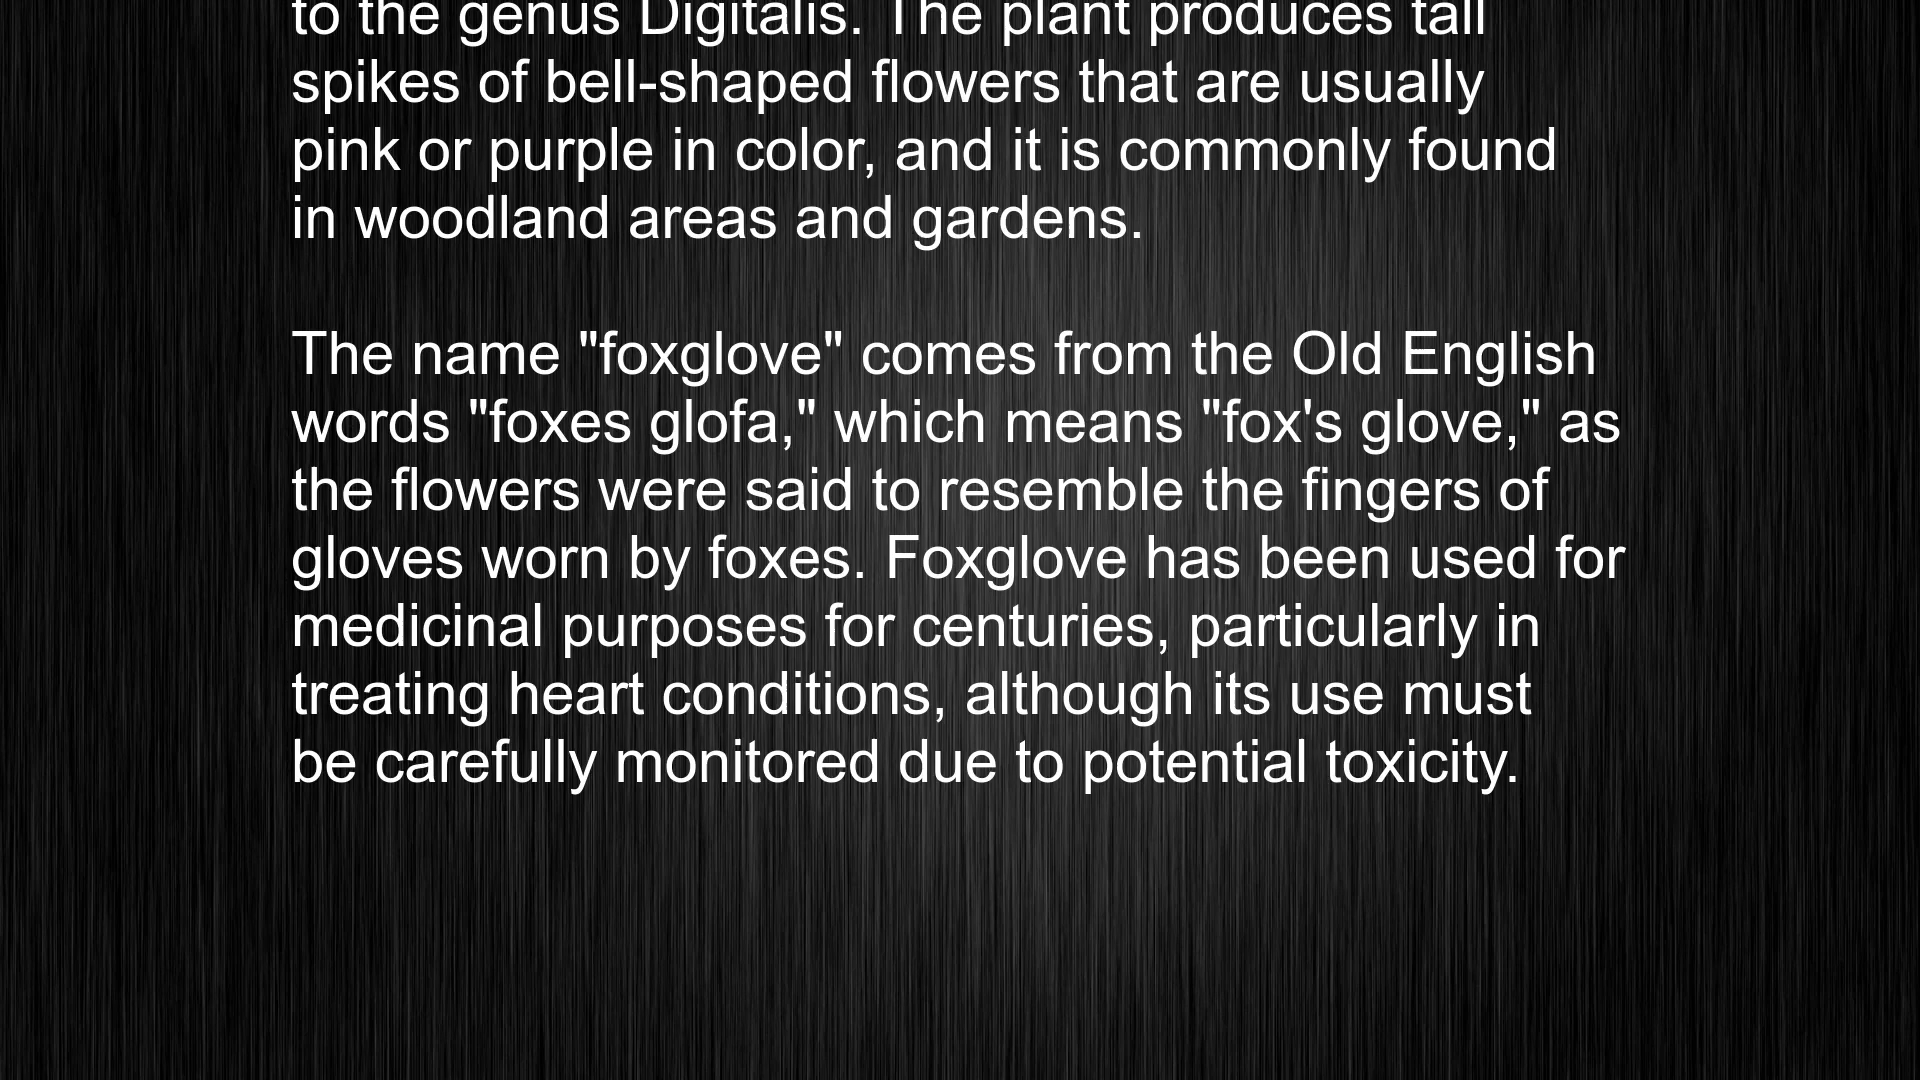 to the genus Digitalis. The plant produces tall
spikes of bell-shaped flowers that are usually
pink or purple in color, and it is commonly found
in woodland areas and gardens.
The name "foxglove" comes from the Old English
words "foxes glofa," which means "fox's glove," as
the flowers were said to resemble the fingers of
gloves worn by foxes. Foxglove has been used for
medicinal purposes for centuries, particularly in
treating heart conditions, although its use must
be carefully monitored due to potential toxicity.